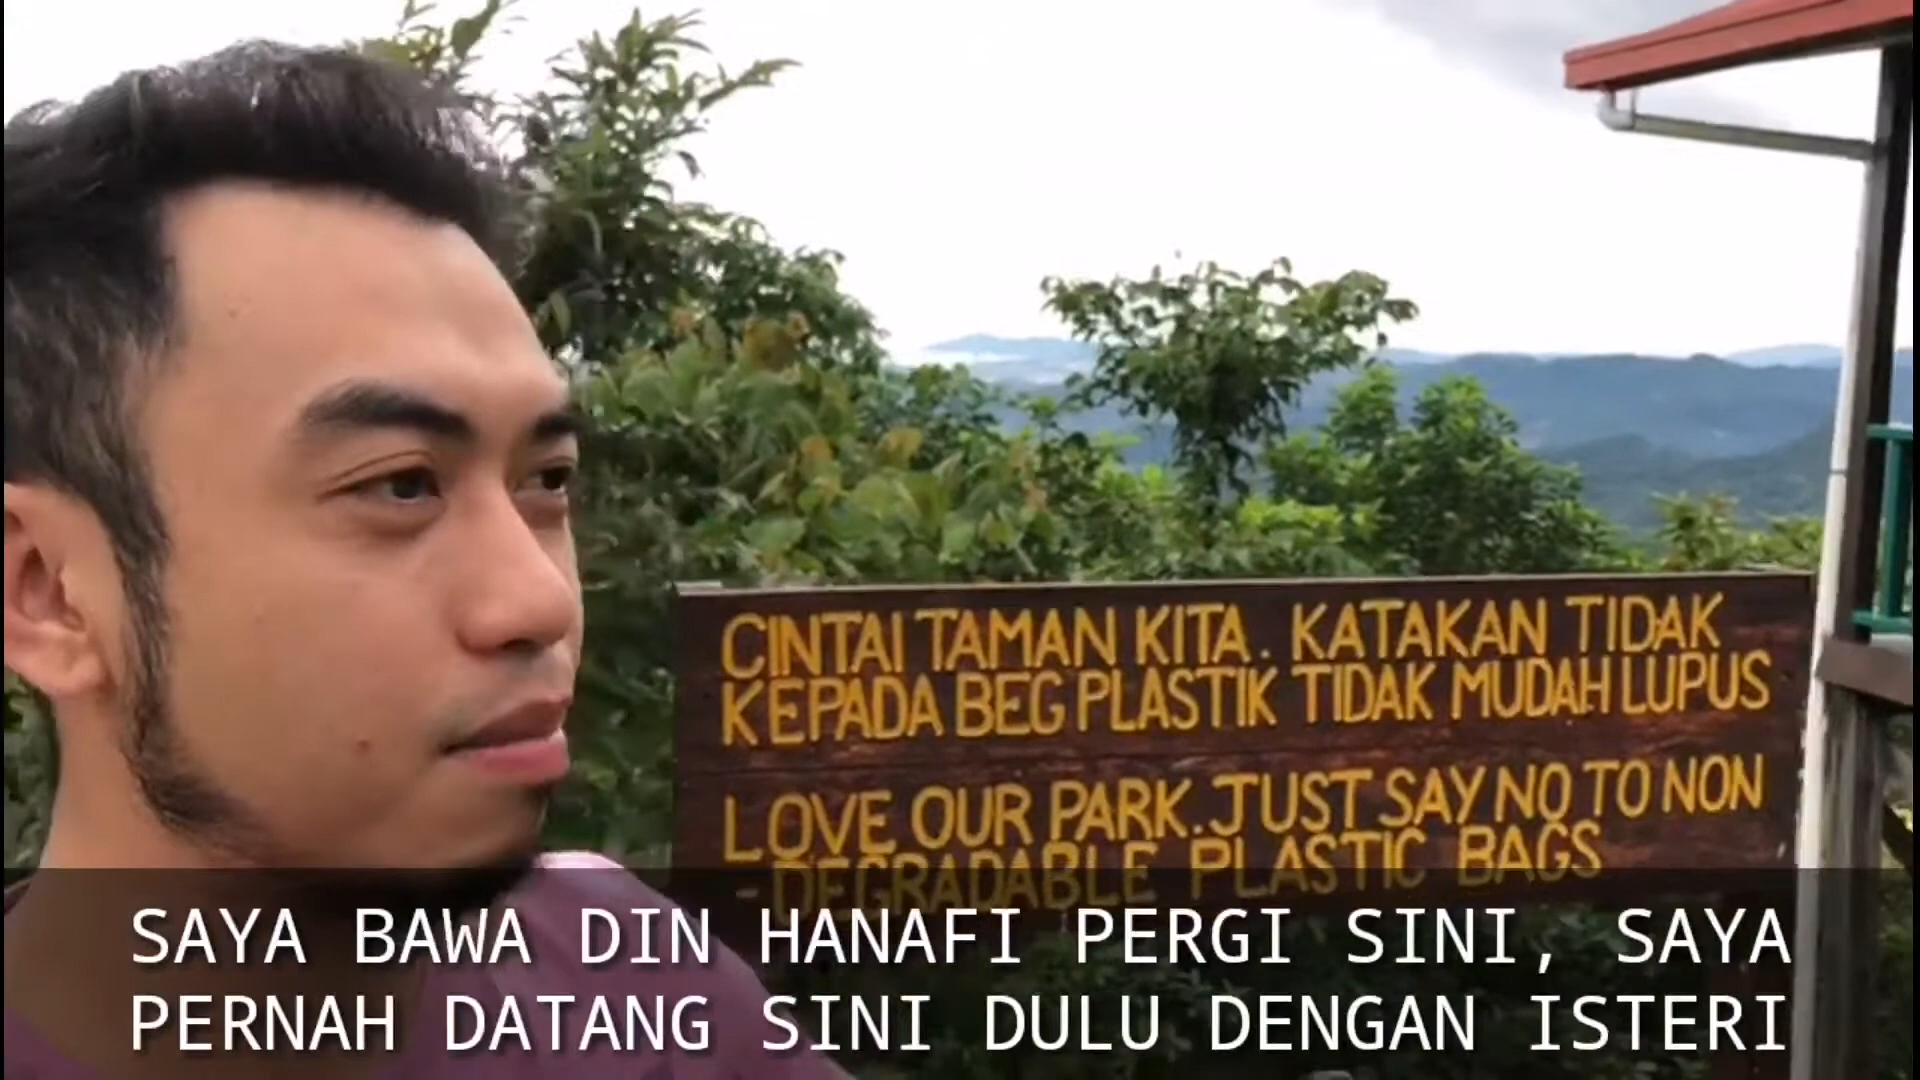 CINTAI TAMAN KITA. KATAKAN TIDAK
KEPADA BEG PLASTIK TIDAK MUDAH LUPUS
LOVE OUR PARK. JUST SAY NO TO NON
-DEGRADABLE PLASTIC BAGS
SAYA BAWA DIN HANAFI PERGI SINI, SAYA
PERNAH DATANG SINI DULU DENGAN ISTERI